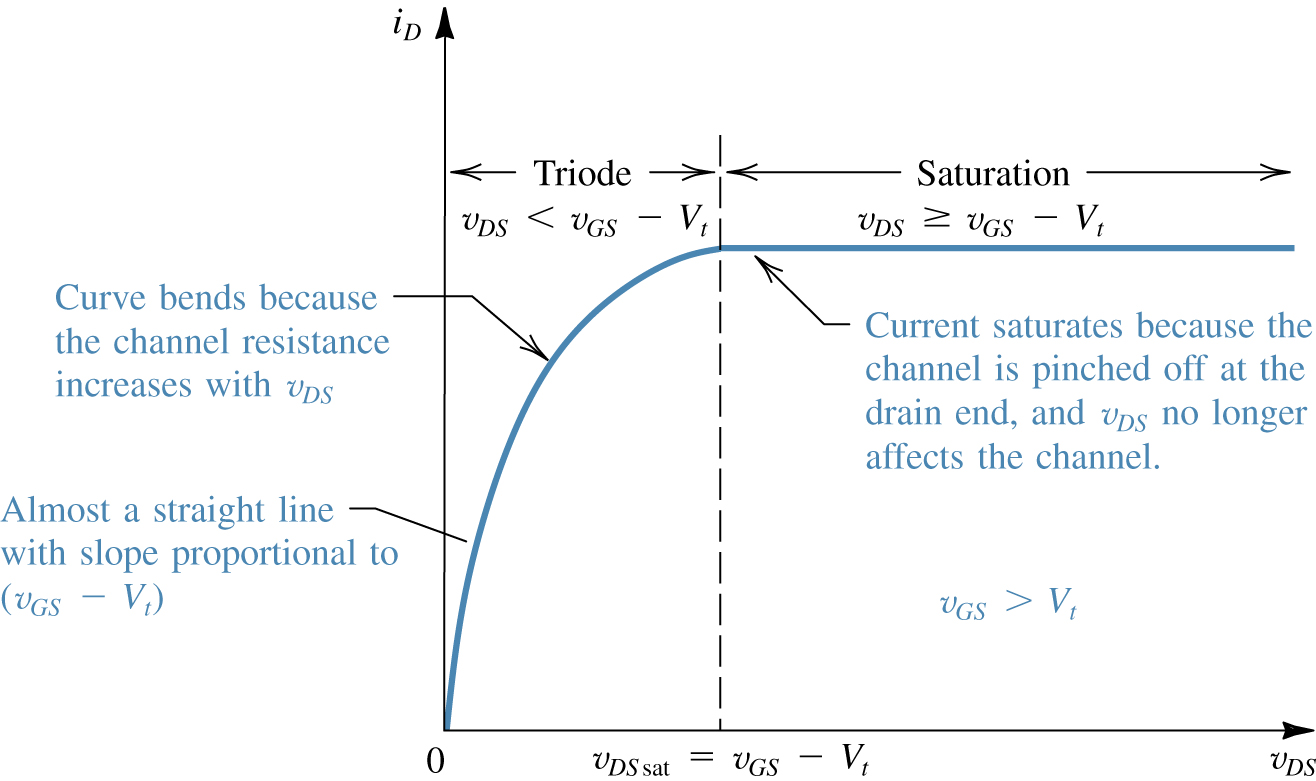 i_D
Triode
Saturation
v_DS < v_GS − V_t
v_DS ≥ v_GS − V_t
Curve bends because
the channel resistance
increases with v_DS
Current saturates because the
channel is pinched off at the
drain end, and v_DS no longer
affects the channel.
Almost a straight line
with slope proportional to
(v_GS − V_t)
v_GS > V_t
0
v_DS sat = v_GS − V_t
v_DS